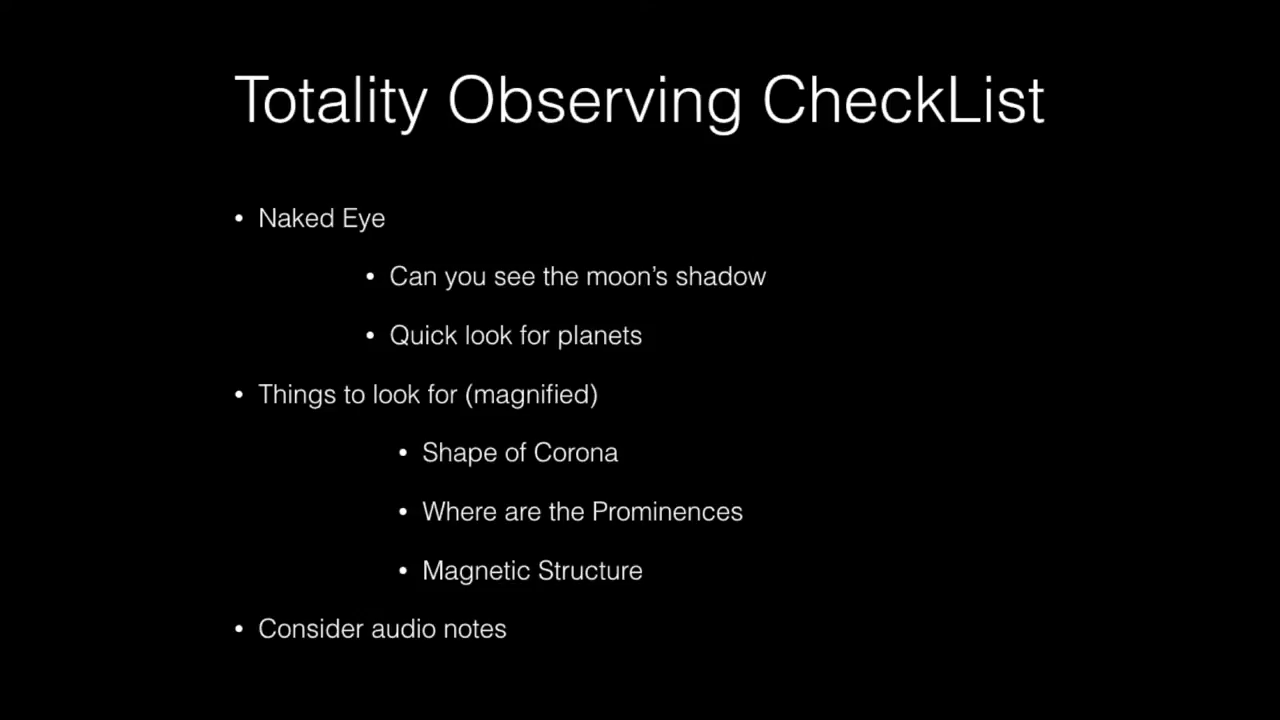 Totality Observing CheckList
• Naked Eye
• Can you see the moon’s shadow
• Quick look for planets
• Things to look for (magnified)
• Shape of Corona
• Where are the Prominences
• Magnetic Structure
• Consider audio notes